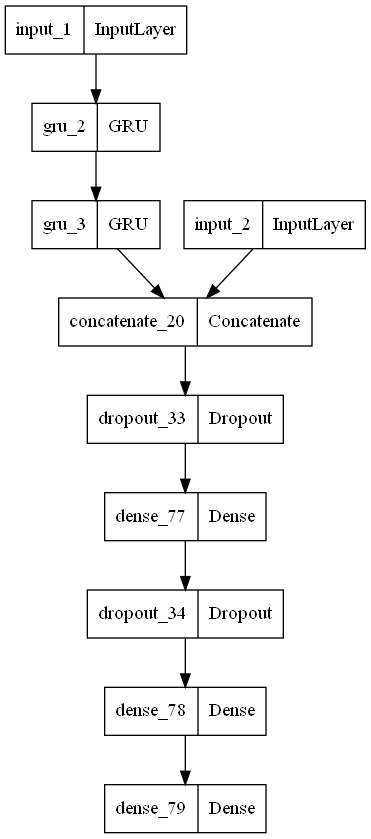 input_1 InputLayer
gru_2 GRU
gru_3 GRU
input_2 InputLayer
concatenate_20 Concatenate
dropout_33 Dropout
dense_77 Dense
dropout_34 Dropout
dense_78 Dense
dense_79 Dense